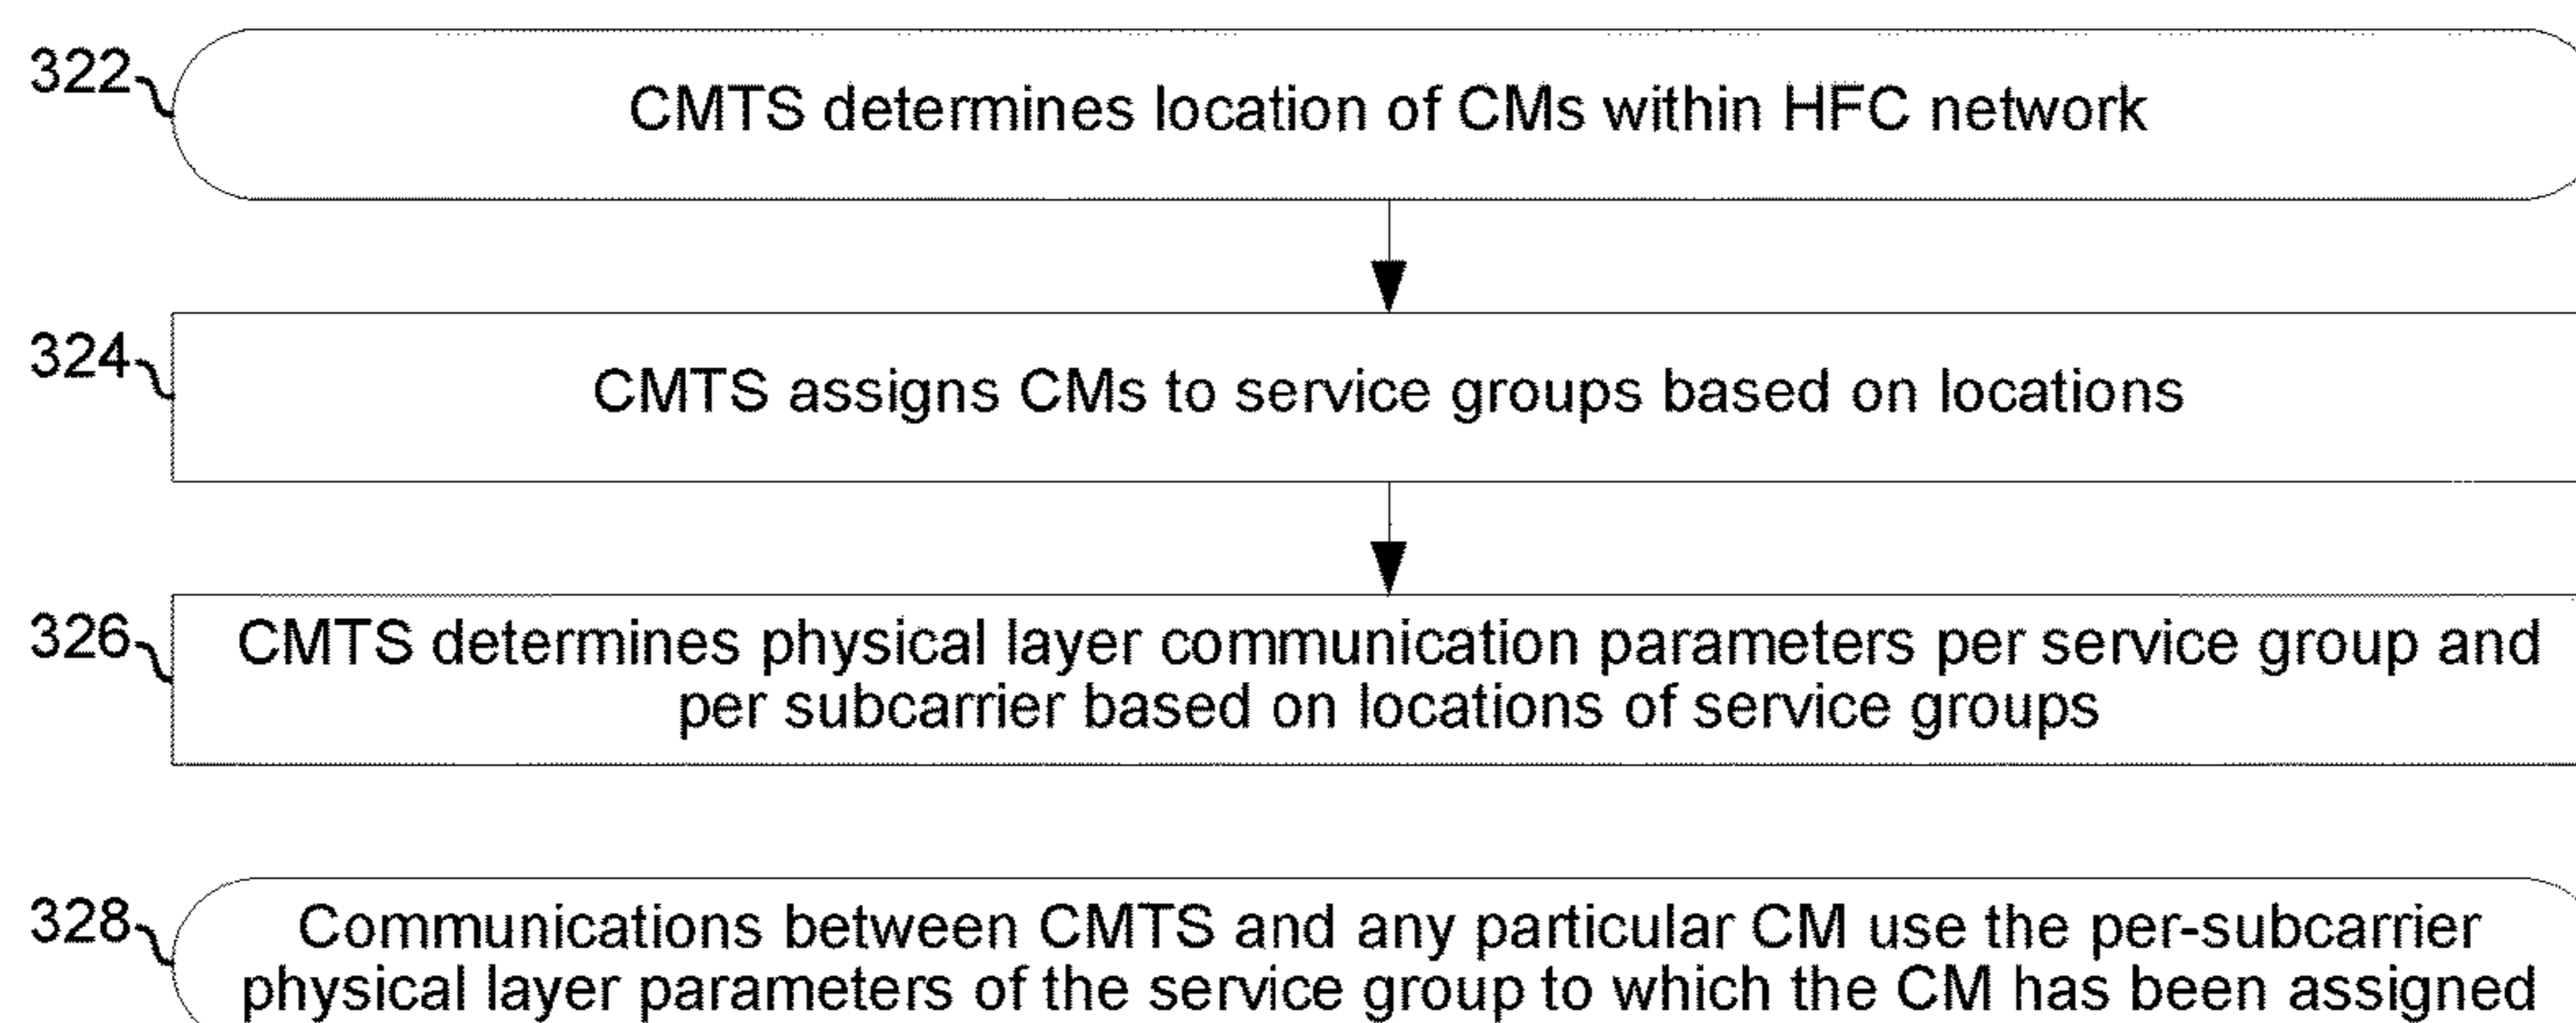 322
CMTS determines location of CMs within HFC network
324
CMTS assigns CMs to service groups based on locations
326
CMTS determines physical layer communication parameters per service group and
per subcarrier based on locations of service groups
328
Communications between CMTS and any particular CM use the per-subcarrier
physical layer parameters of the service group to which the CM has been assigned